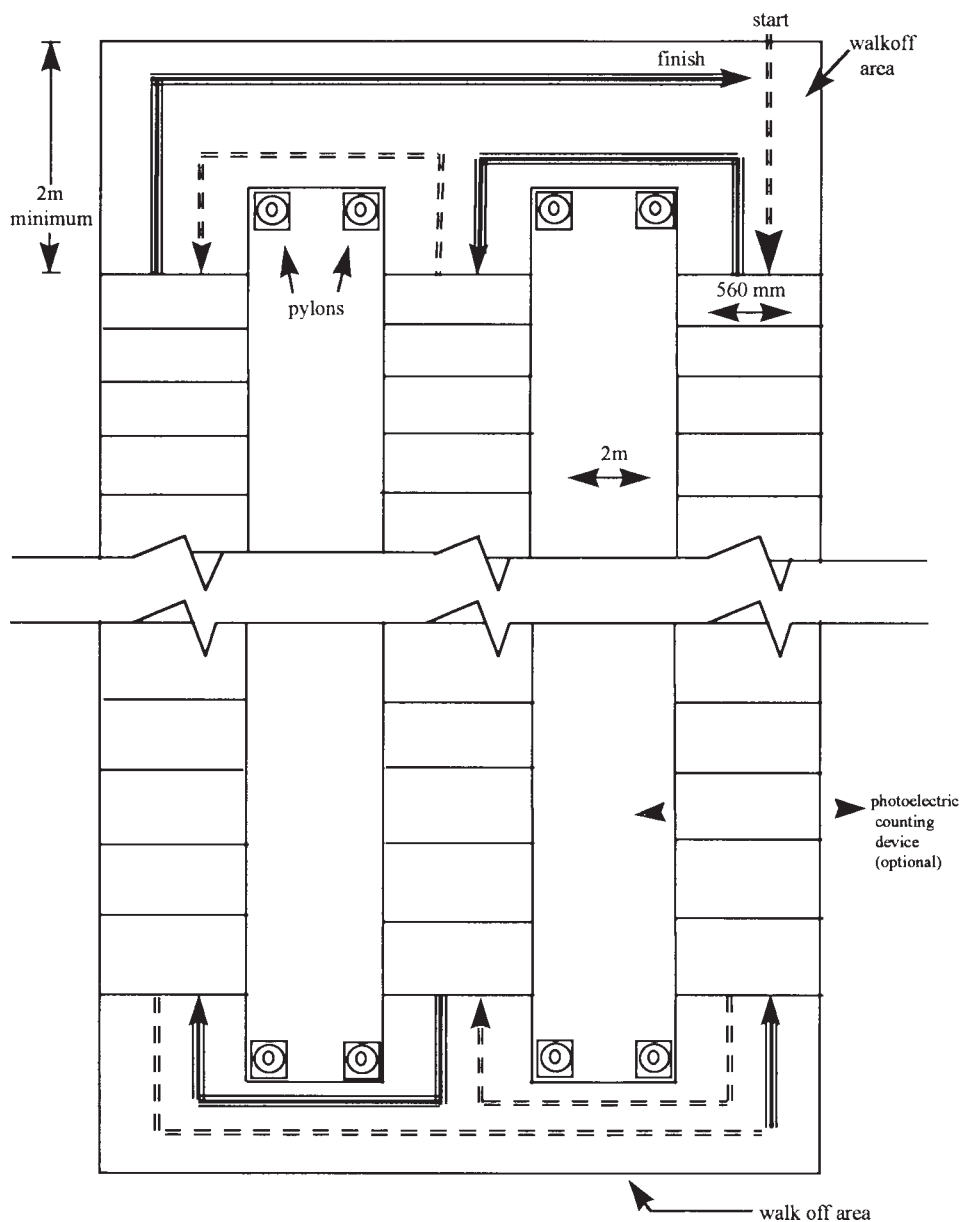 start
walkoff
area
finish
2m
minimum
pylons
560 mm
2m
photoelectric
counting
device
(optional)
walk off area